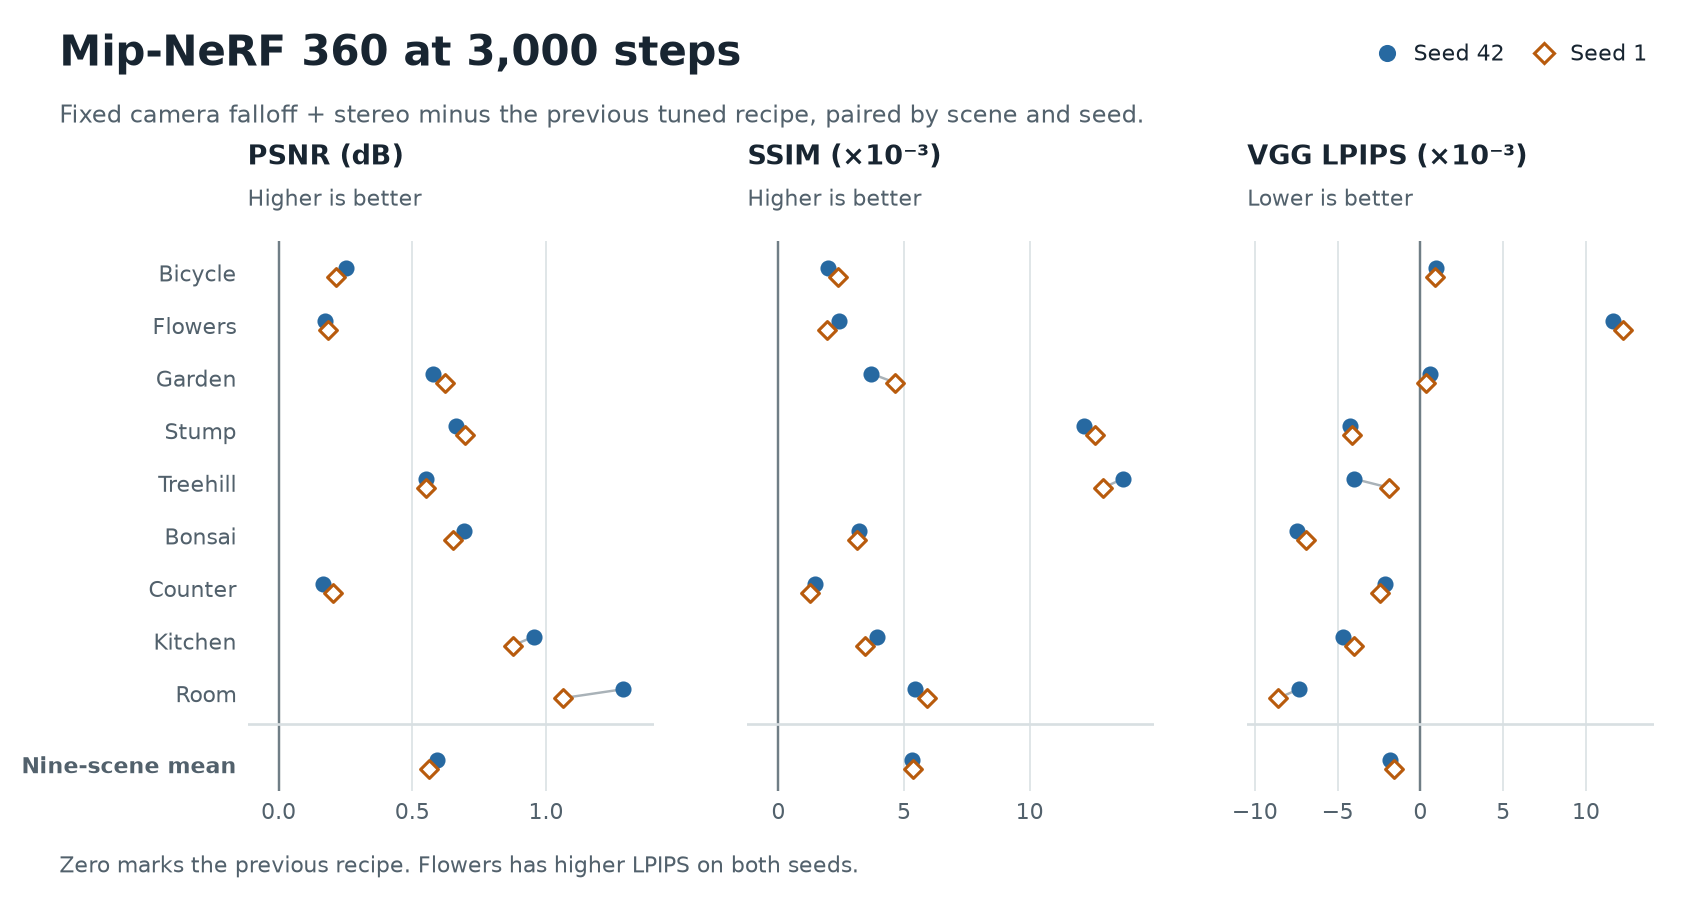 Mip-NeRF 360 at 3,000 steps
Seed 42
Seed 1
Fixed camera falloff + stereo minus the previous tuned recipe, paired by scene and seed.
PSNR (dB)
Higher is better
SSIM (×10⁻³)
Higher is better
VGG LPIPS (×10⁻³)
Lower is better
Bicycle
Flowers
Garden
Stump
Treehill
Bonsai
Counter
Kitchen
Room
Nine-scene mean
0.0 0.5 1.0
0 5 10
−10 −5 0 5 10
Zero marks the previous recipe. Flowers has higher LPIPS on both seeds.